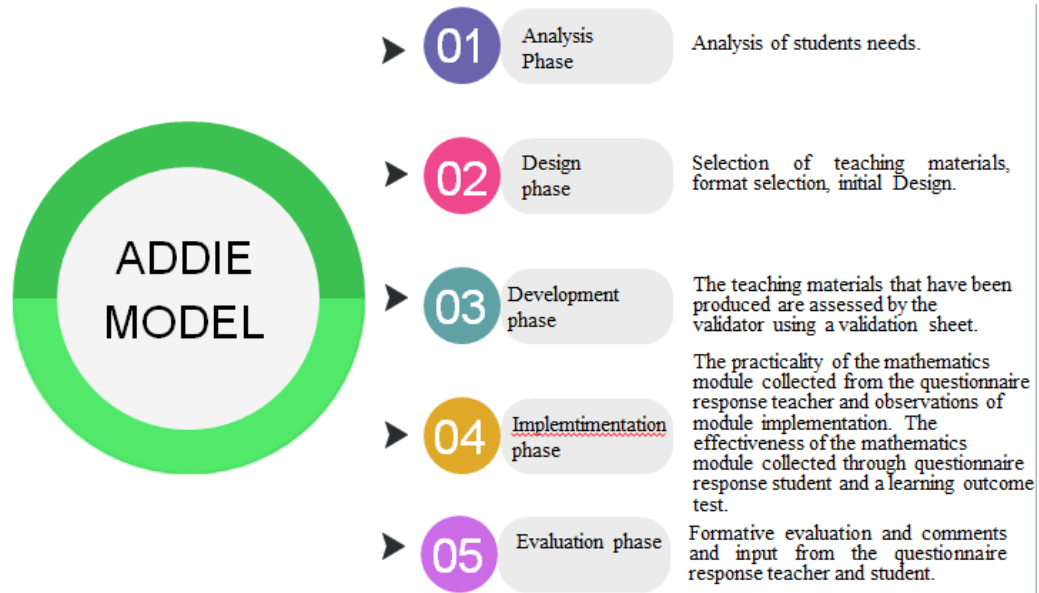 ADDIE
MODEL
01
Analysis
Phase
Analysis of students needs.
02
Design
phase
Selection of teaching materials,
format selection, initial Design.
03
Development
phase
The teaching materials that have been
produced are assessed by the
validator using a validation sheet.
04
Implemtimentation
phase
The practicality of the mathematics
module collected from the questionnaire
response teacher and observations of
module implementation. The
effectiveness of the mathematics
module collected through questionnaire
response student and a learning outcome
test.
05
Evaluation phase
Formative evaluation and comments
and input from the questionnaire
response teacher and student.